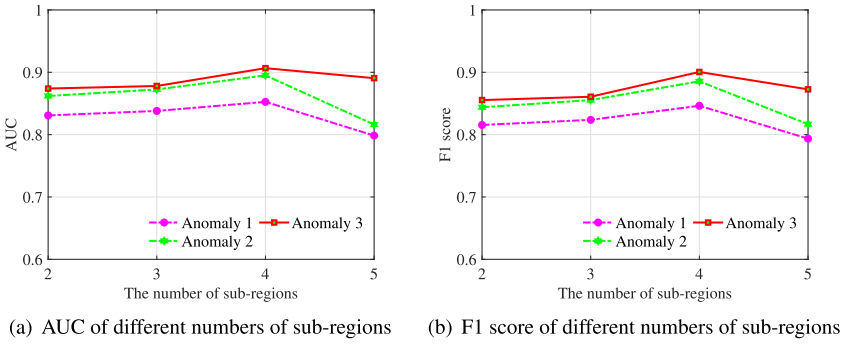 1
0.9
0.8
0.7
0.6
AUC
2 3 4 5
The number of sub-regions
Anomaly 1 Anomaly 3
Anomaly 2
(a) AUC of different numbers of sub-regions
1
0.9
0.8
0.7
0.6
F1 score
2 3 4 5
The number of sub-regions
Anomaly 1 Anomaly 3
Anomaly 2
(b) F1 score of different numbers of sub-regions